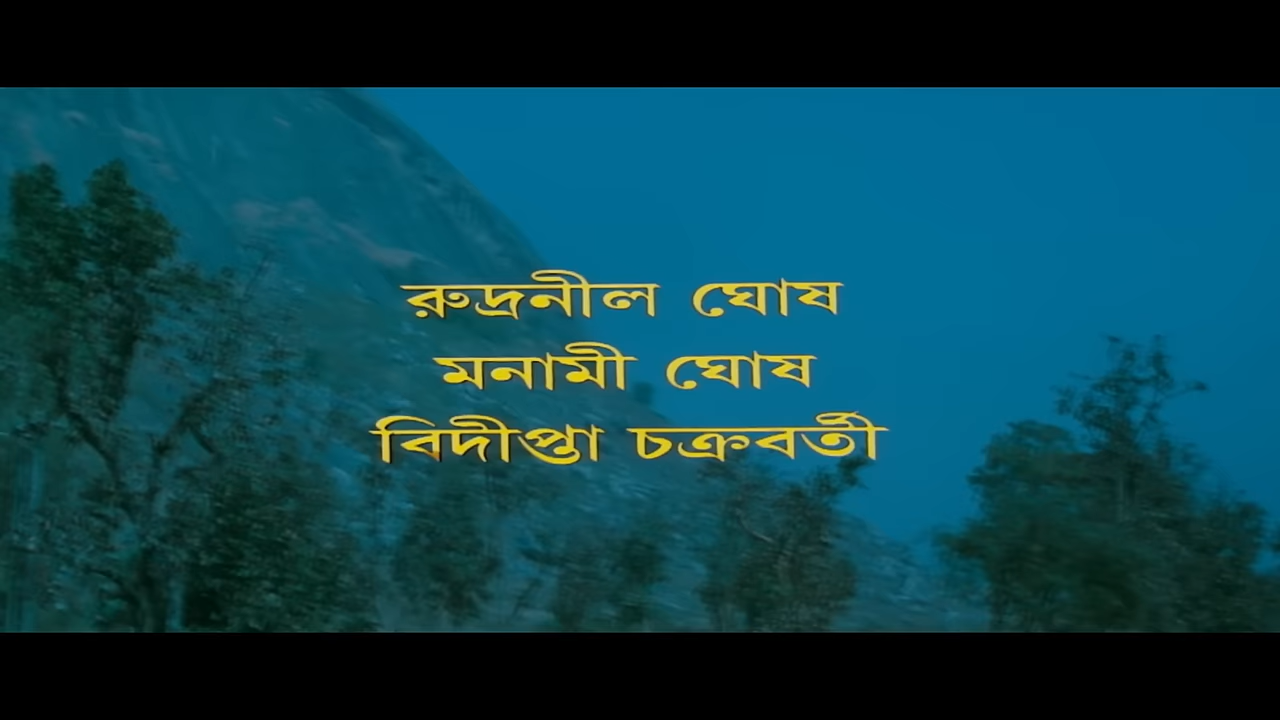 রুদ্রনীল ঘোষ
মনামী ঘোষ
বিদীপ্তা চক্রবর্তী